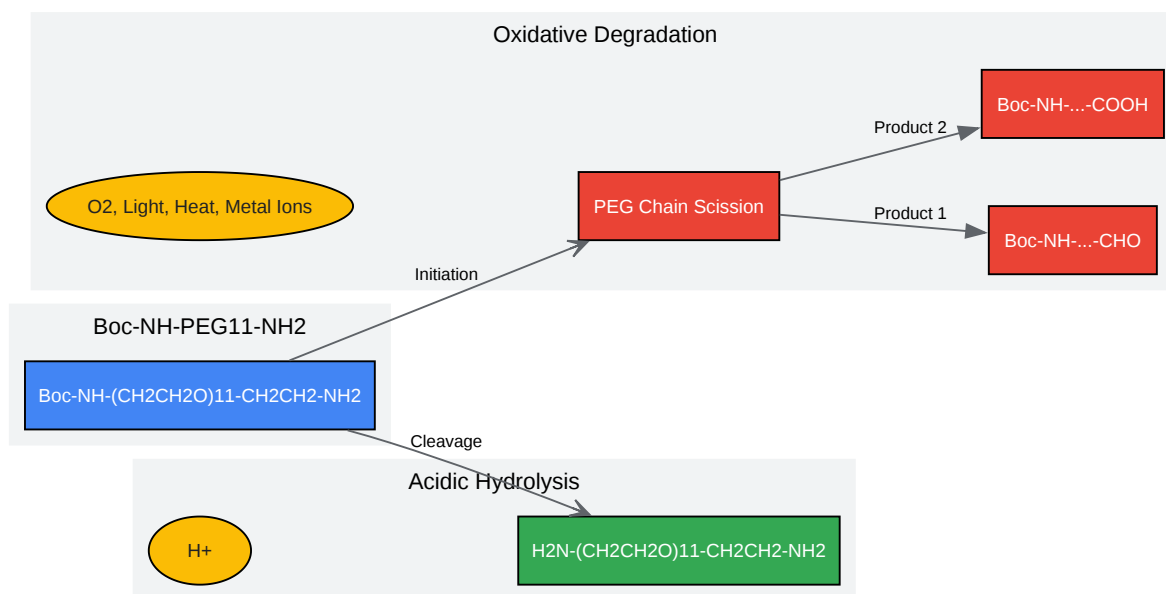 Oxidative Degradation
Boc-NH-...-COOH
Product 2
O2, Light, Heat, Metal Ions
PEG Chain Scission
Product 1
Boc-NH-...-CHO
Initiation
Boc-NH-PEG11-NH2
Boc-NH-(CH2CH2O)11-CH2CH2-NH2
Cleavage
Acidic Hydrolysis
H+
H2N-(CH2CH2O)11-CH2CH2-NH2